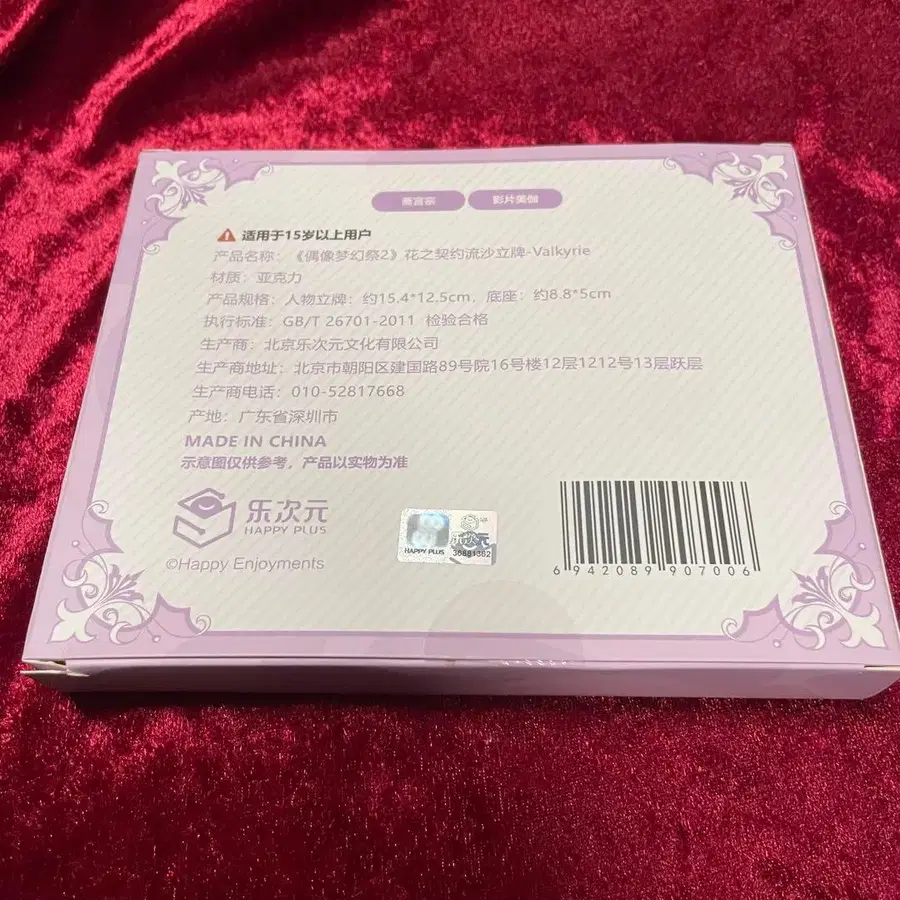 斋宫宗 影片美伽
适用于15岁以上用户
产品名称：《偶像梦幻祭2》花之契约流沙立牌-Valkyrie
材质：亚克力
产品规格：人物立牌：约15.4*12.5cm，底座：约8.8*5cm
执行标准：GB/T 26701-2011 检验合格
生产商：北京乐次元文化有限公司
生产商地址：北京市朝阳区建国路89号院16号楼12层1212号13层跃层
生产商电话：010-52817668
产地：广东省深圳市
MADE IN CHINA
示意图仅供参考，产品以实物为准
乐次元
HAPPY PLUS
©Happy Enjoyments
HAPPY PLUS
乐次元
6 942089 907006